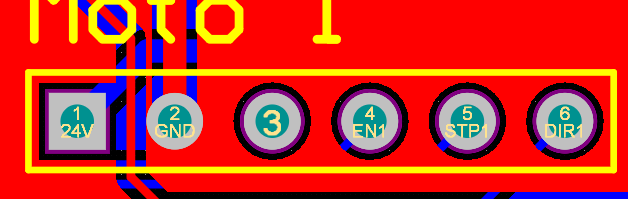 Moto 1
1 2 3 4 5 6
24V GND EN1 STP1 DIR1